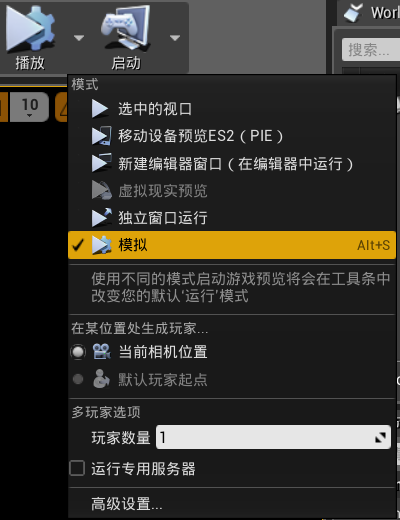 Worl
播放
启动
搜索...
10
模式
选中的视口
移动设备预览ES2（PIE）
新建编辑器窗口（在编辑器中运行）
虚拟现实预览
独立窗口运行
模拟 Alt+S
使用不同的模式启动游戏预览将会在工具条中
改变您的默认'运行'模式
在某位置处生成玩家...
当前相机位置
默认玩家起点
多玩家选项
玩家数量 1
运行专用服务器
高级设置...